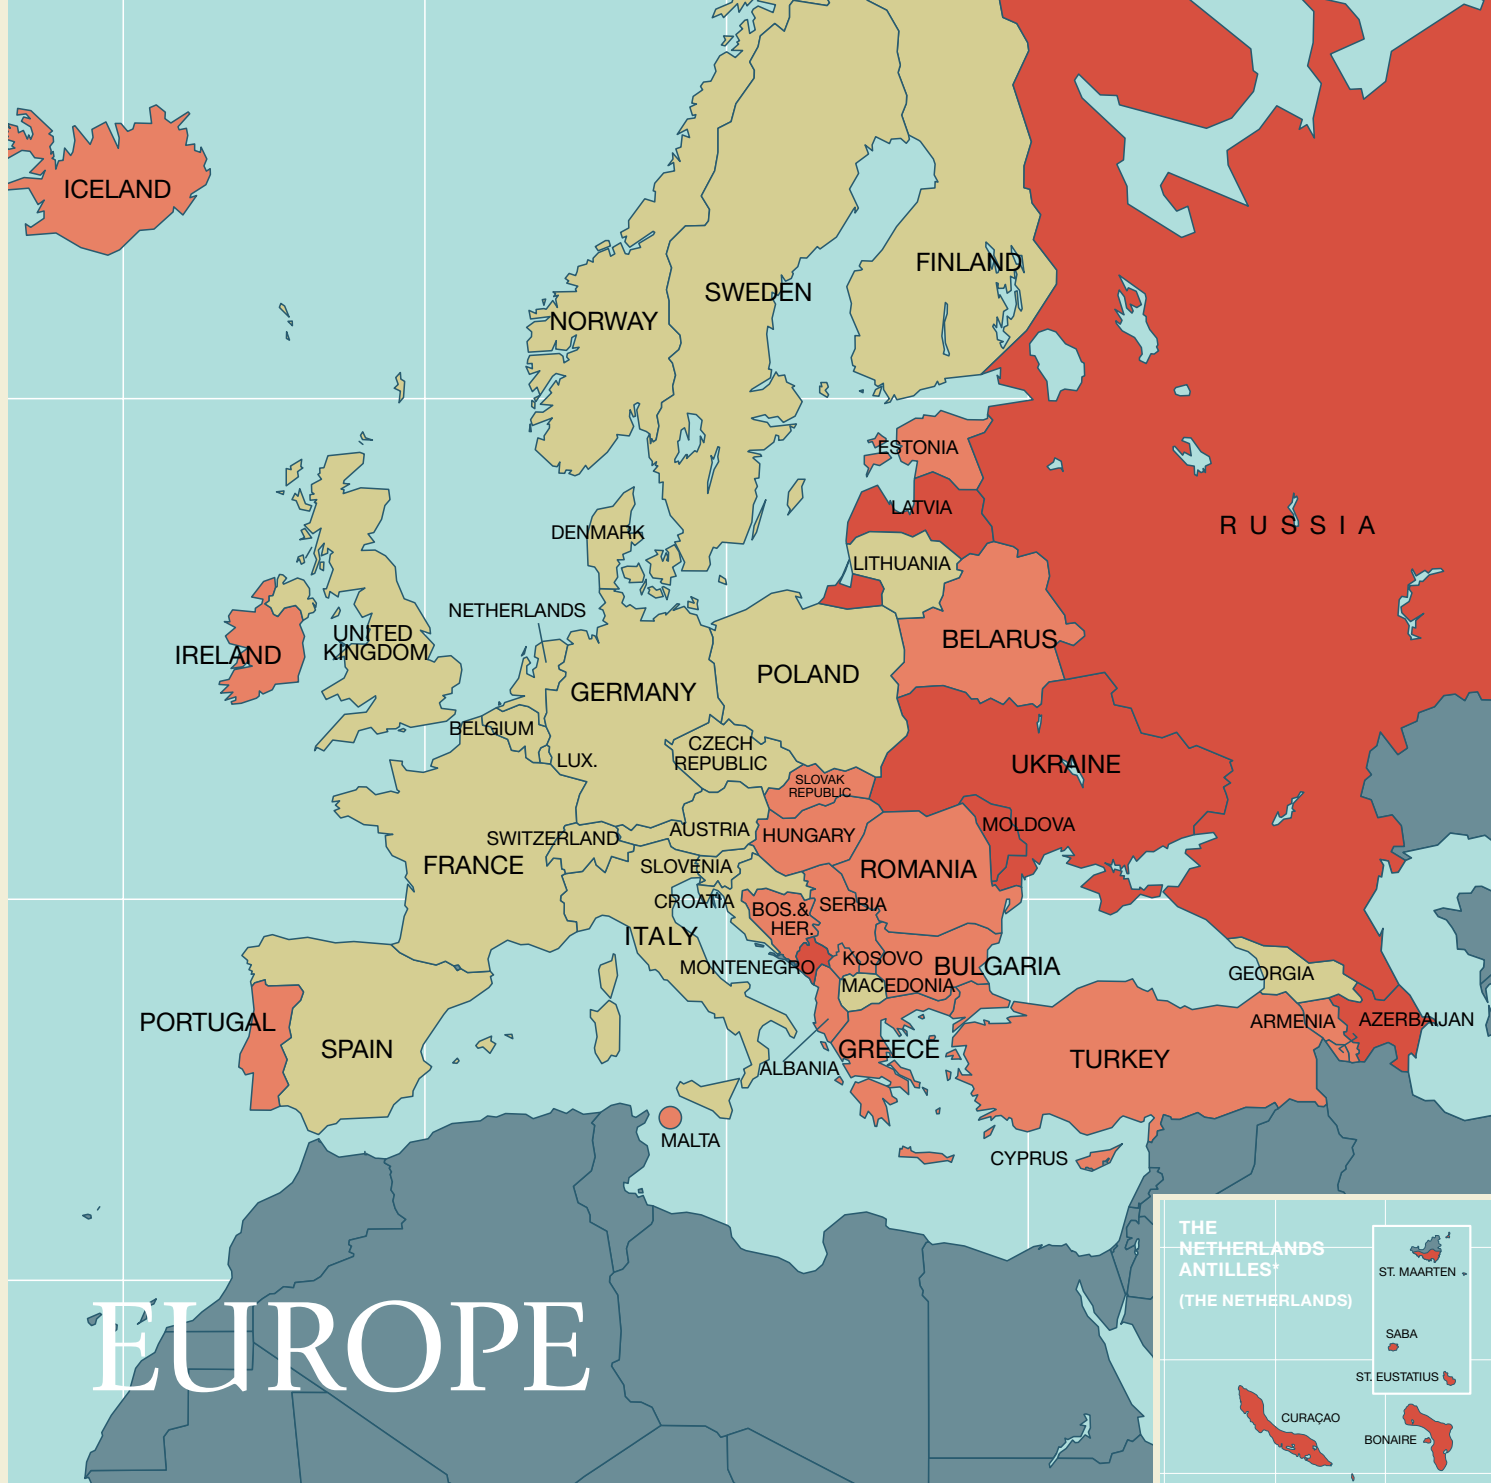 ICELAND
FINLAND
SWEDEN
NORWAY
ESTONIA
LATVIA
RUSSIA
DENMARK
LITHUANIA
NETHERLANDS
UNITED
KINGDOM
IRELAND
BELARUS
POLAND
GERMANY
BELGIUM
LUX.
CZECH
REPUBLIC
UKRAINE
SLOVAK
REPUBLIC
MOLDOVA
AUSTRIA
HUNGARY
SWITZERLAND
FRANCE
SLOVENIA
ROMANIA
CROATIA
BOS.&
HER.
SERBIA
ITALY
MONTENEGRO
KOSOVO
BULGARIA
MACEDONIA
GEORGIA
PORTUGAL
SPAIN
ARMENIA
AZERBAIJAN
GREECE
TURKEY
ALBANIA
MALTA
CYPRUS
EUROPE
THE
NETHERLANDS
ANTILLES*
(THE NETHERLANDS)
ST. MAARTEN
SABA
ST. EUSTATIUS
CURAÇAO
BONAIRE